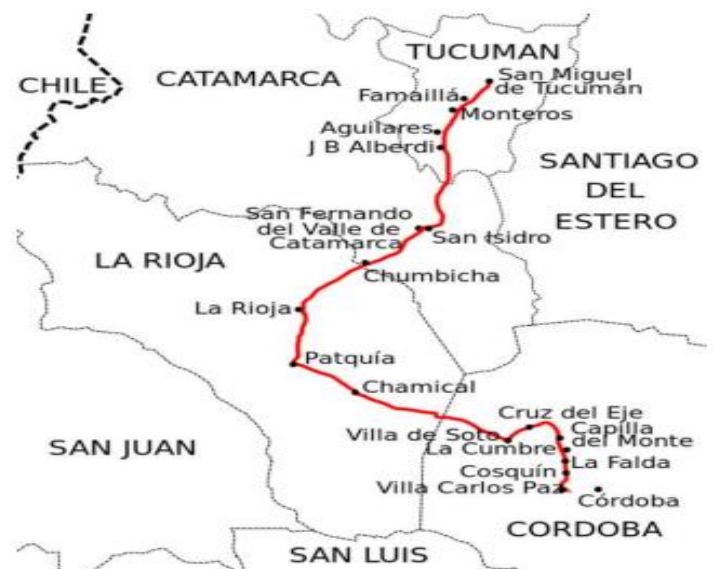 TUCUMAN
San Miguel
de Tucumán
CHILE
CATAMARCA
Famaillá
Monteros
Aguilares
J B Alberdi
SANTIAGO
DEL
ESTERO
San Fernando
del Valle de
Catamarca
San Isidro
LA RIOJA
Chumbicha
La Rioja
Patquía
Chamical
Cruz del Eje
Villa de Soto
Capilla
del Monte
La Cumbre
SAN JUAN
La Falda
Cosquín
Villa Carlos Paz
Córdoba
CORDOBA
SAN LUIS